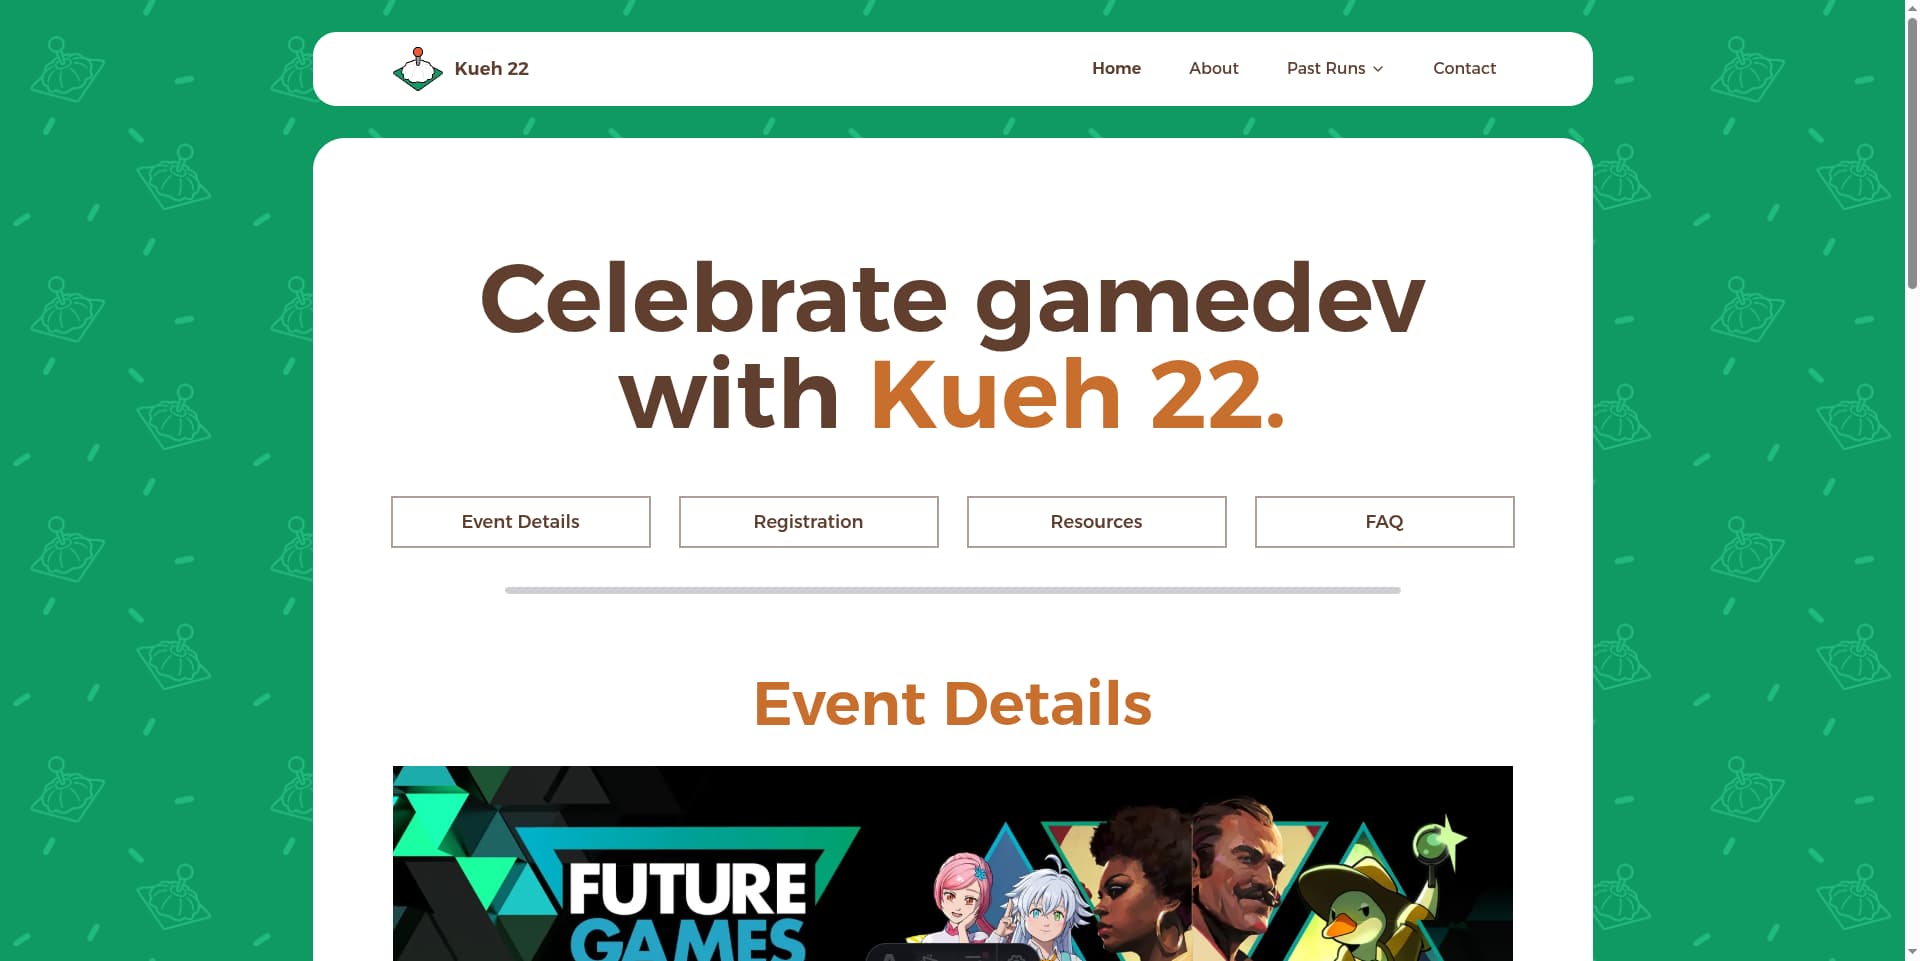 Kueh 22
Home
About
Past Runs
Contact
Celebrate gamedev
with Kueh 22.
Event Details
Registration
Resources
FAQ
Event Details
FUTURE
GAMES